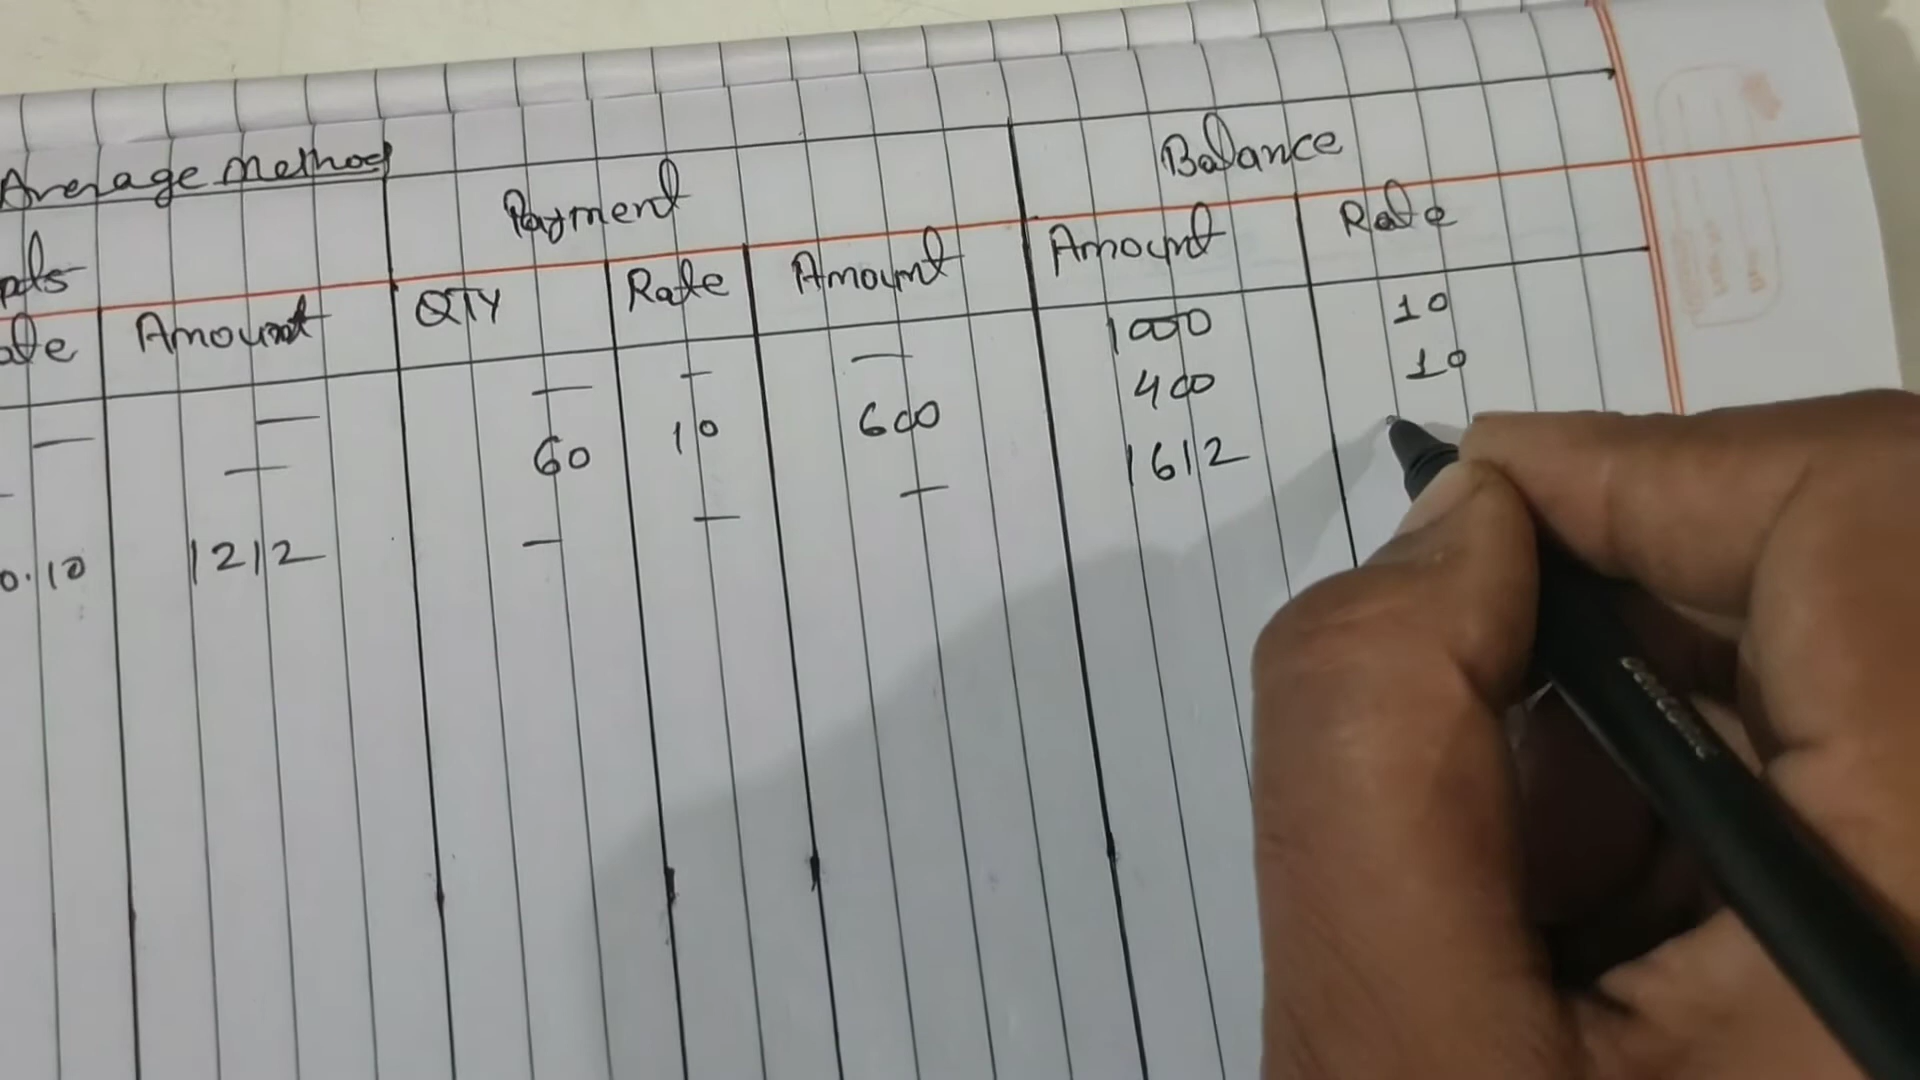 Average Method
Payment Balance
pts
ate Amount QTY Rate Amount Amount Rate
— — — — — 1000 10
- — 60 10 600 400 10
0.10 1212 — — — 1612